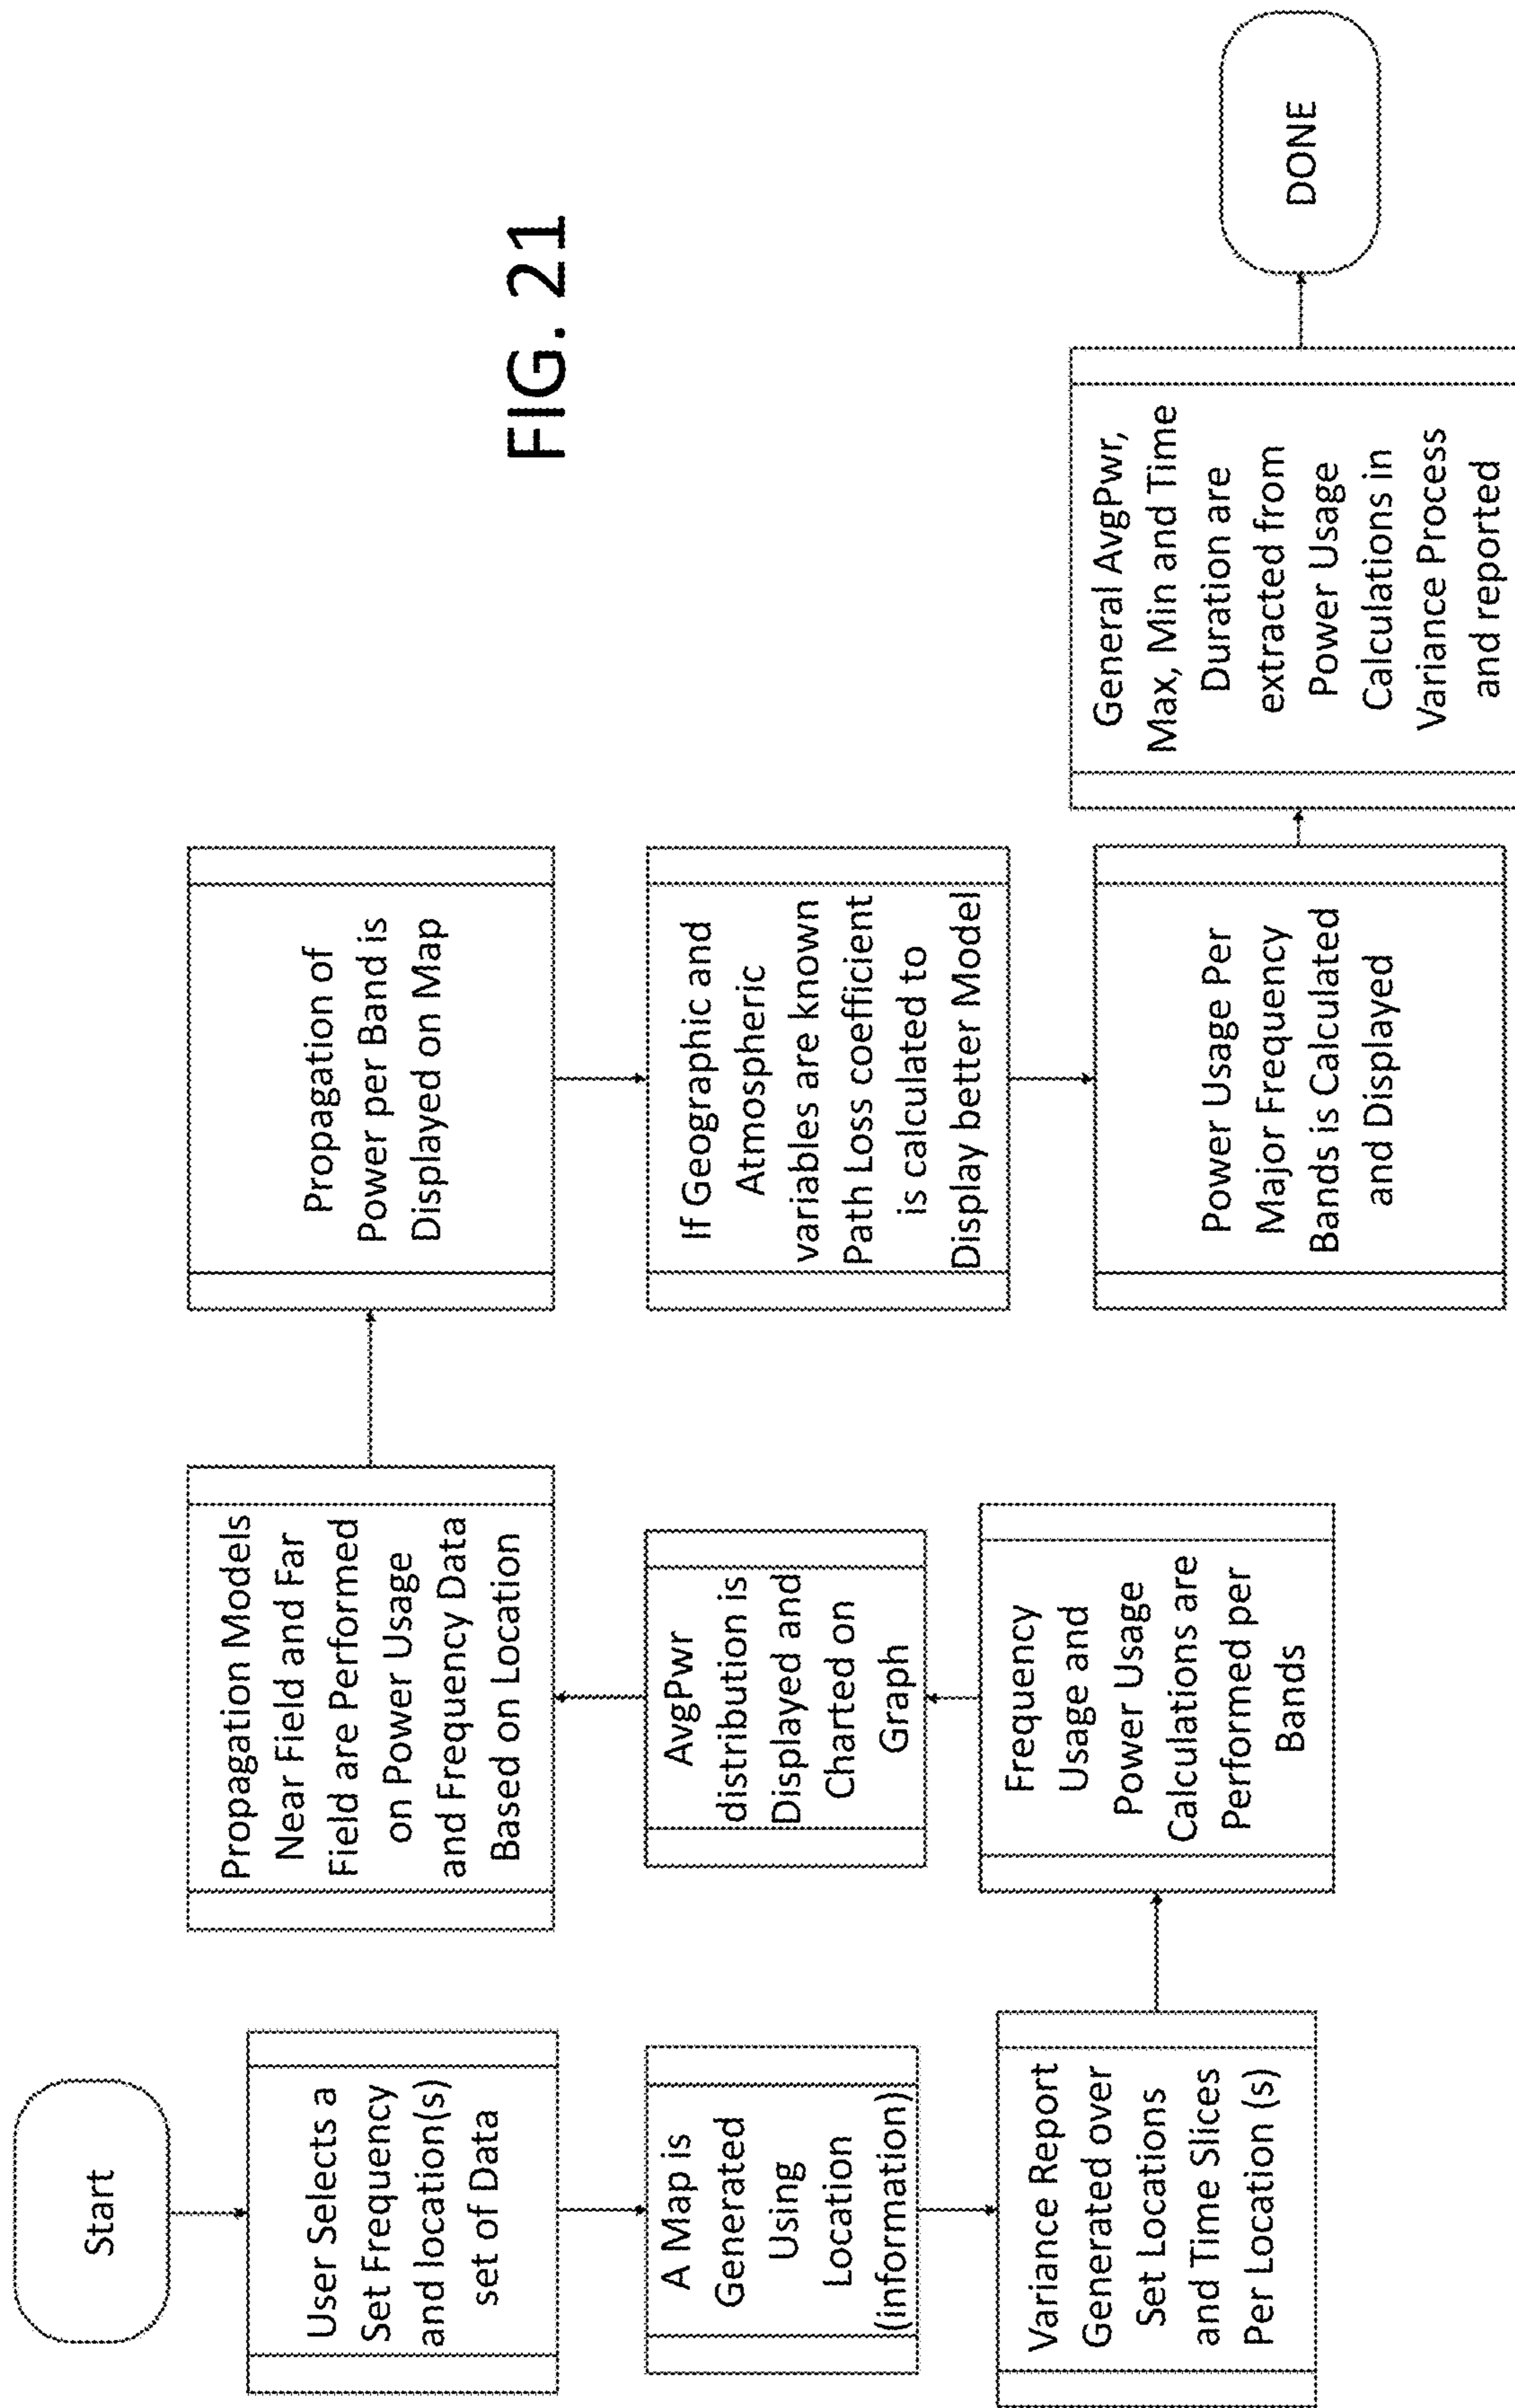 FIG. 21
Start
User Selects a
Set Frequency
and location(s)
set of Data
A Map is
Generated
Using
Location
(information)
Variance Report
Generated over
Set Locations
and Time Slices
Per Location (s)
Frequency
Usage and
Power Usage
Calculations are
Performed per
Bands
AvgPwr
distribution is
Displayed and
Charted on
Graph
Propagation Models
Near Field and Far
Field are Performed
on Power Usage
and Frequency Data
Based on Location
Propagation of
Power per Band is
Displayed on Map
If Geographic and
Atmospheric
variables are known
Path Loss coefficient
is calculated to
Display better Model
Power Usage Per
Major Frequency
Bands is Calculated
and Displayed
General AvgPwr,
Max, Min and Time
Duration are
extracted from
Power Usage
Calculations in
Variance Process
and reported
DONE